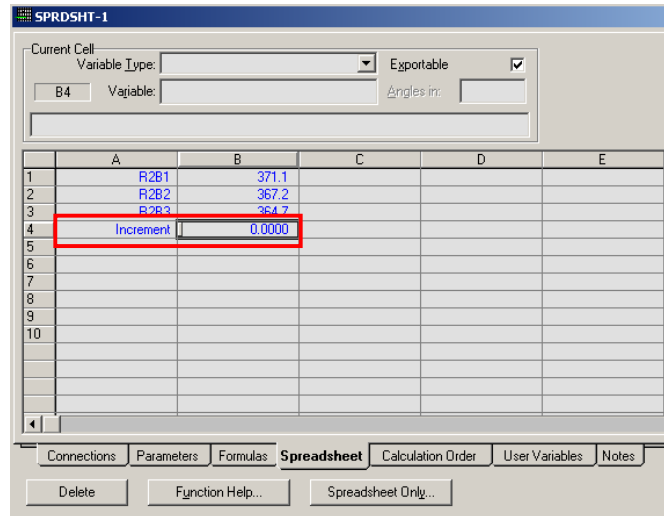 SPRDSHT-1
Current Cell
Variable Type:
Exportable
B4
Variable:
Angles in:
A B C D E
1 R2B1 371.1
2 R2B2 367.2
3 R2B3 364.7
4 Increment 0.0000
5
6
7
8
9
10
Connections Parameters Formulas Spreadsheet Calculation Order User Variables Notes
Delete Function Help... Spreadsheet Only...